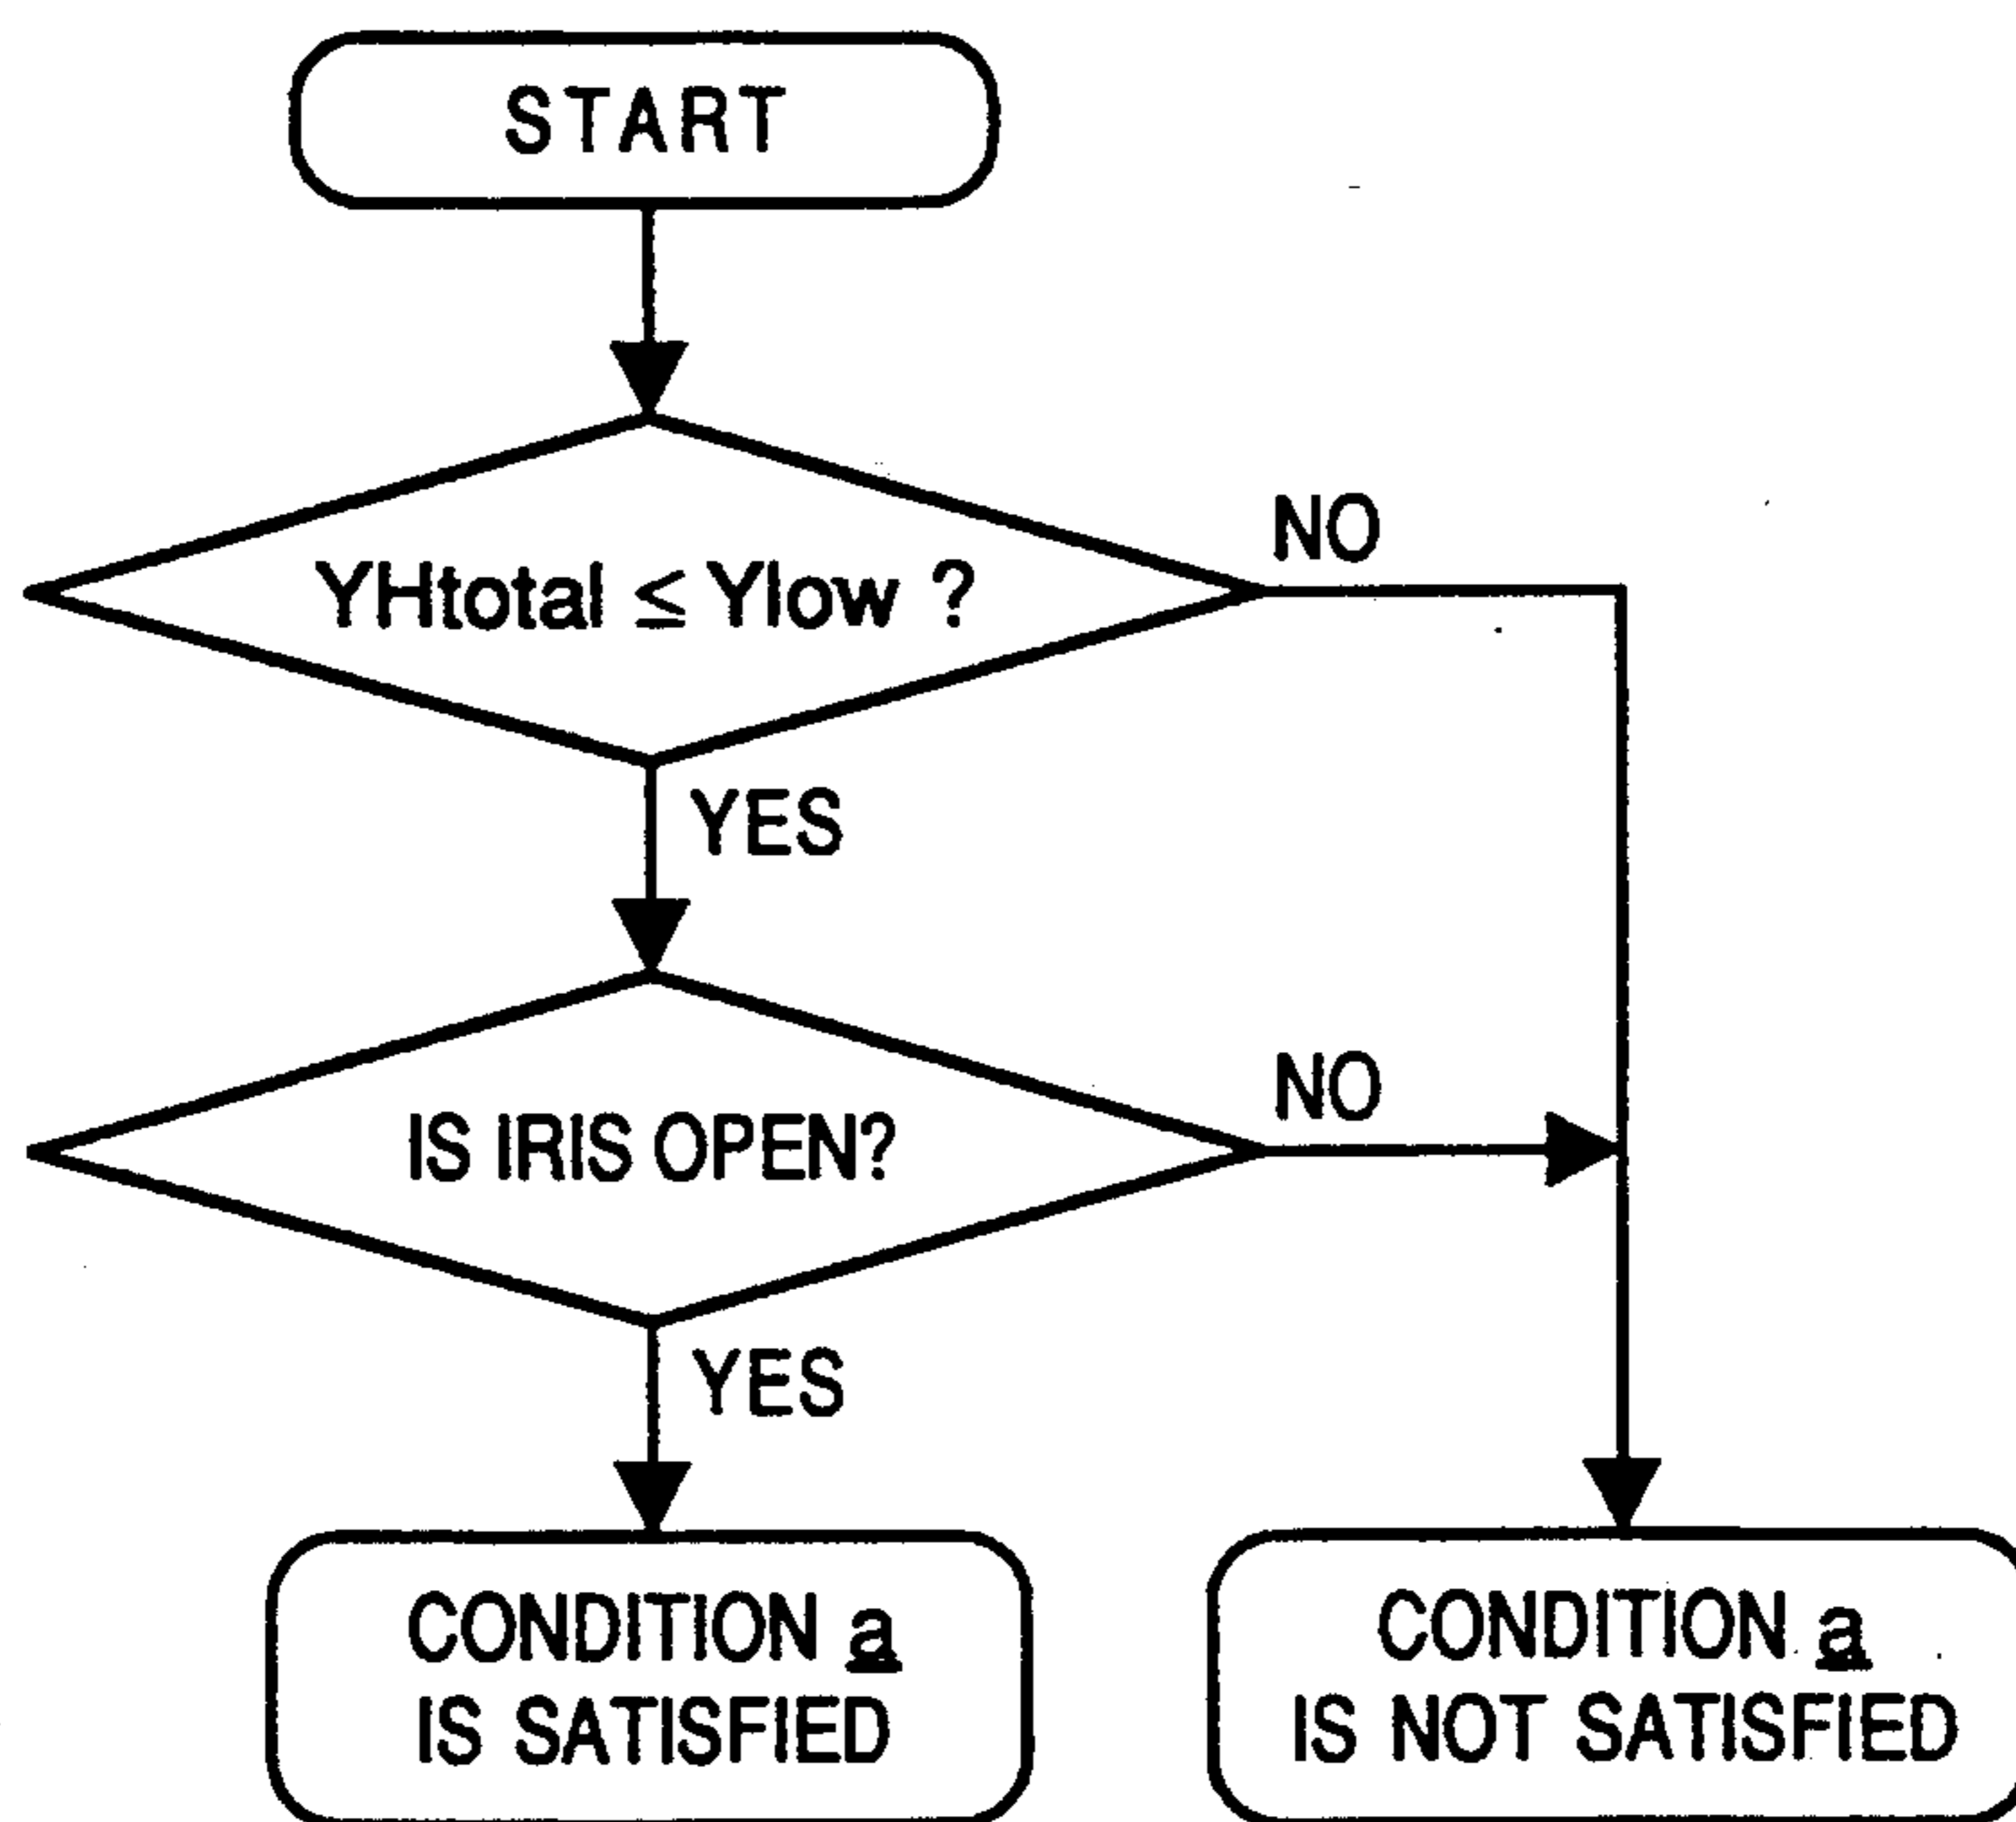 START
YHtotal ≦ Ylow ?
NO
YES
IS IRIS OPEN?
NO
YES
CONDITION a
IS SATISFIED
CONDITION a
IS NOT SATISFIED